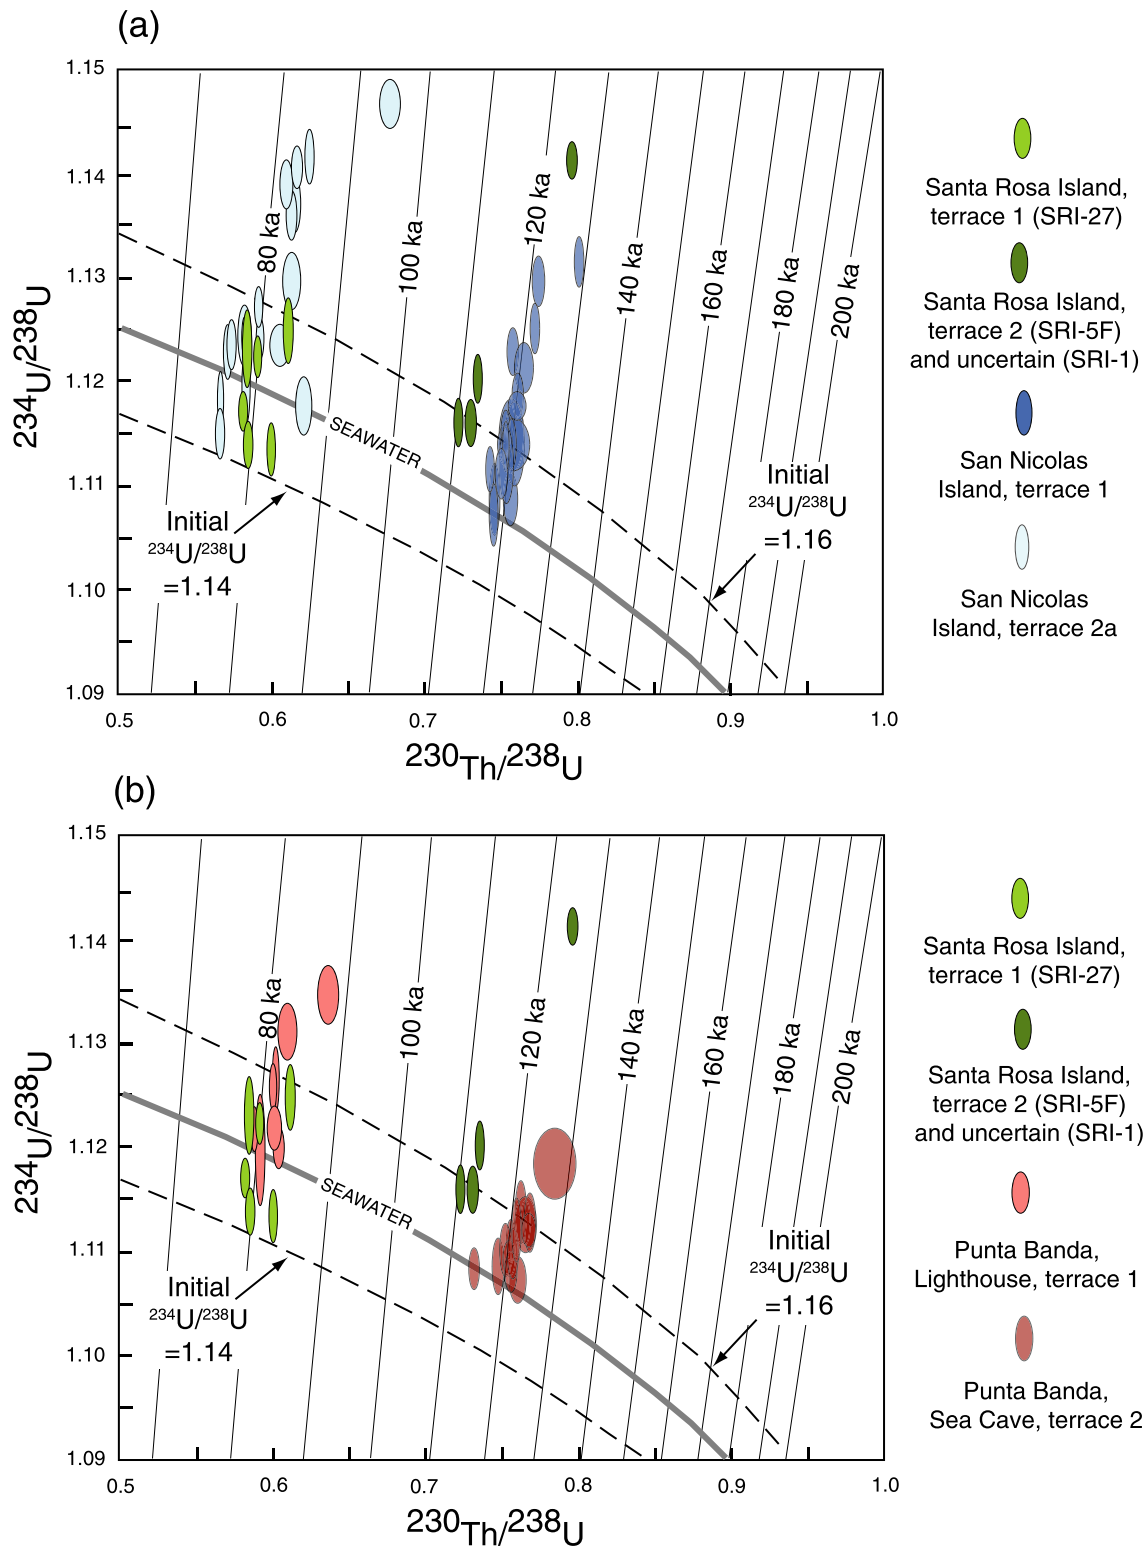 (a)
1.15
1.14
1.13
1.12
1.11
1.10
1.09
234U/238U
0.5
0.6
0.7
0.8
0.9
1.0
230Th/238U
80 ka
100 ka
120 ka
140 ka
160 ka
180 ka
200 ka
SEAWATER
Initial
234U/238U
=1.14
Initial
234U/238U
=1.16
Santa Rosa Island,
terrace 1 (SRI-27)
Santa Rosa Island,
terrace 2 (SRI-5F)
and uncertain (SRI-1)
San Nicolas
Island, terrace 1
San Nicolas
Island, terrace 2a
(b)
1.15
1.14
1.13
1.12
1.11
1.10
1.09
234U/238U
0.5
0.6
0.7
0.8
0.9
1.0
230Th/238U
80 ka
100 ka
120 ka
140 ka
160 ka
180 ka
200 ka
SEAWATER
Initial
234U/238U
=1.14
Initial
234U/238U
=1.16
Santa Rosa Island,
terrace 1 (SRI-27)
Santa Rosa Island,
terrace 2 (SRI-5F)
and uncertain (SRI-1)
Punta Banda,
Lighthouse, terrace 1
Punta Banda,
Sea Cave, terrace 2